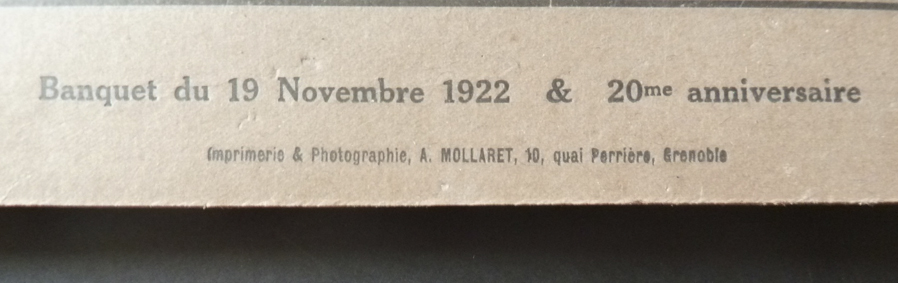 Banquet du 19 Novembre 1922 & 20me anniversaire
Imprimerie & Photographie, A. MOLLARET, 10, quai Perrière, Grenoble